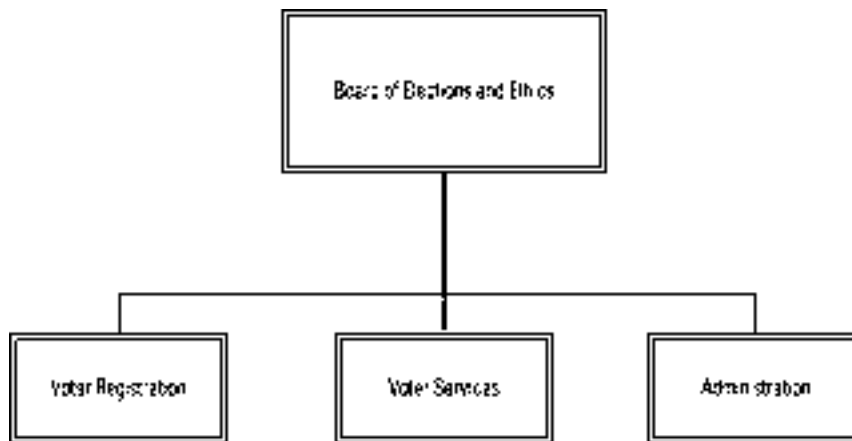 Board of Elections and Ethics
Voter Registration
Voter Services
Administration